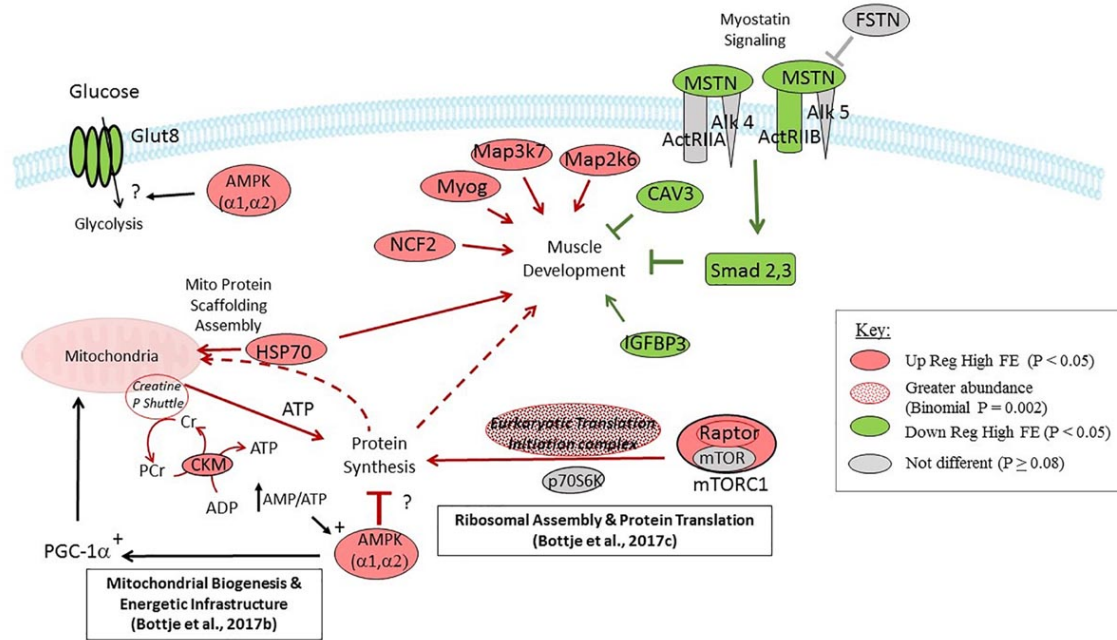 Myostatin
Signaling
FSTN
MSTN
MSTN
Alk 4
Alk 5
ActRIIA
ActRIIB
Glucose
Glut8
?
AMPK
(α1,α2)
Glycolysis
Map3k7
Map2k6
Myog
CAV3
NCF2
Muscle
Development
Smad 2,3
IGFBP3
Mito Protein
Scaffolding
Assembly
HSP70
Mitochondria
Creatine
P Shuttle
Cr
PCr
CKM
ATP
ADP
ATP
Protein
Synthesis
Eurkaryotic Translation
Initiation complex
p70S6K
Raptor
mTOR
mTORC1
AMP/ATP
+
?
AMPK
(α1,α2)
PGC-1α
+
Ribosomal Assembly & Protein Translation
(Bottje et al., 2017c)
Mitochondrial Biogenesis &
Energetic Infrastructure
(Bottje et al., 2017b)
Key:
Up Reg High FE (P < 0.05)
Greater abundance
(Binomial P = 0.002)
Down Reg High FE (P < 0.05)
Not different (P ≥ 0.08)